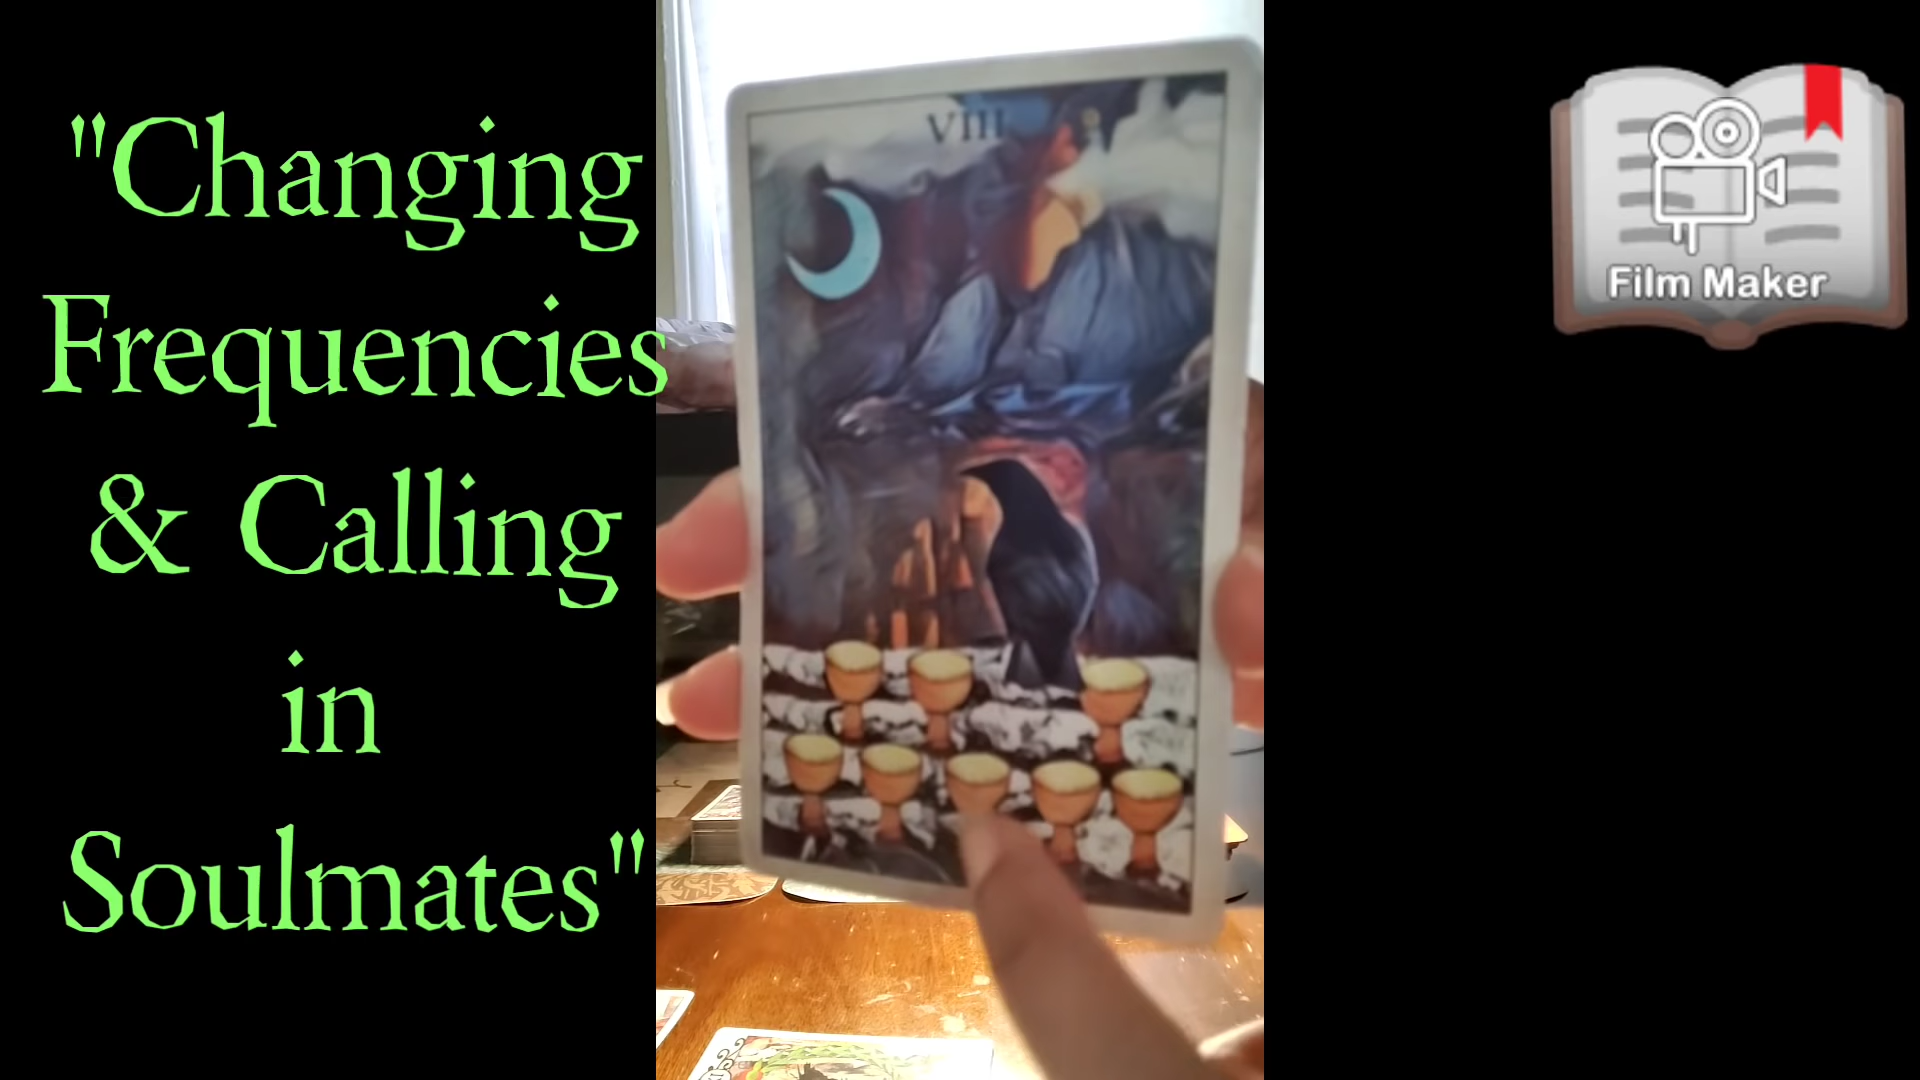 "Changing
Frequencies
& Calling
in
Soulmates"
VIII
Film Maker